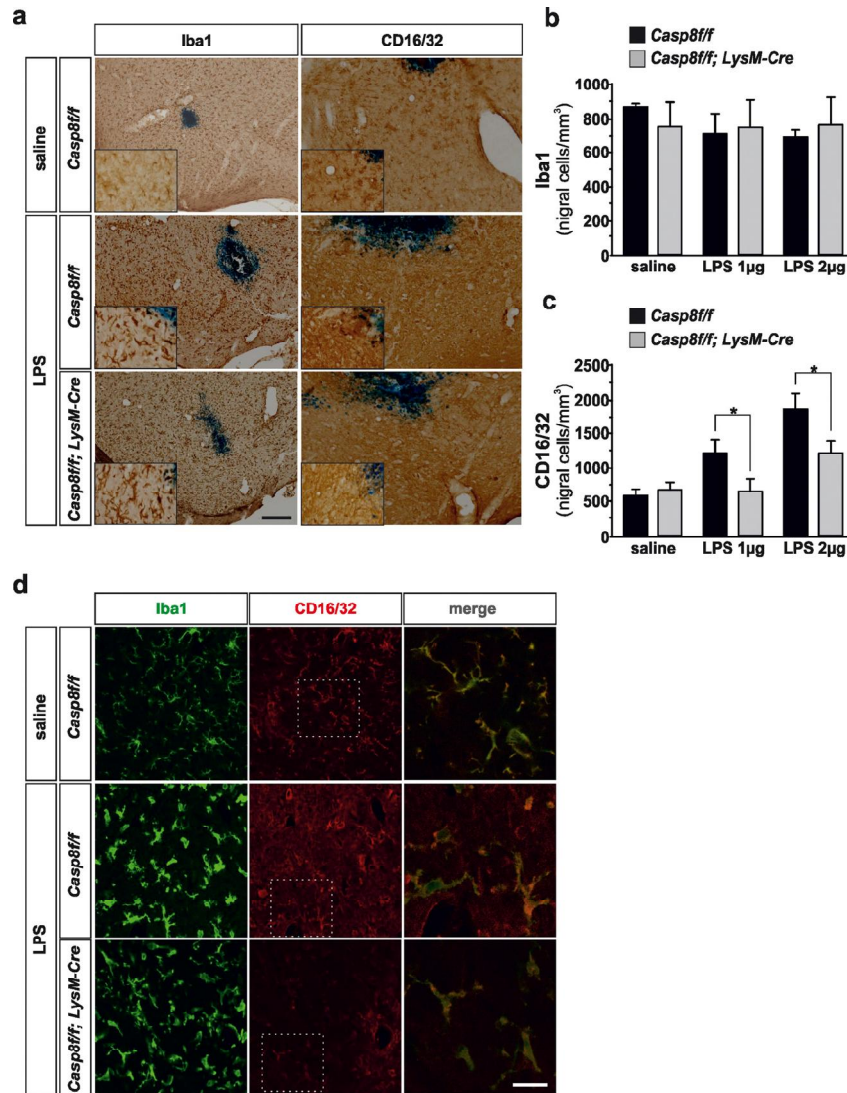 a
Iba1
CD16/32
saline
Casp8f/f
LPS
Casp8f/f
Casp8f/f; LysM-Cre
b
Casp8f/f
Casp8f/f; LysM-Cre
Iba1
(nigral cells/mm³)
1000
800
600
400
200
0
saline
LPS 1µg
LPS 2µg
c
Casp8f/f
Casp8f/f; LysM-Cre
CD16/32
(nigral cells/mm³)
2500
2000
1500
1000
500
0
*
*
saline
LPS 1µg
LPS 2µg
d
Iba1
CD16/32
merge
saline
Casp8f/f
LPS
Casp8f/f
Casp8f/f; LysM-Cre